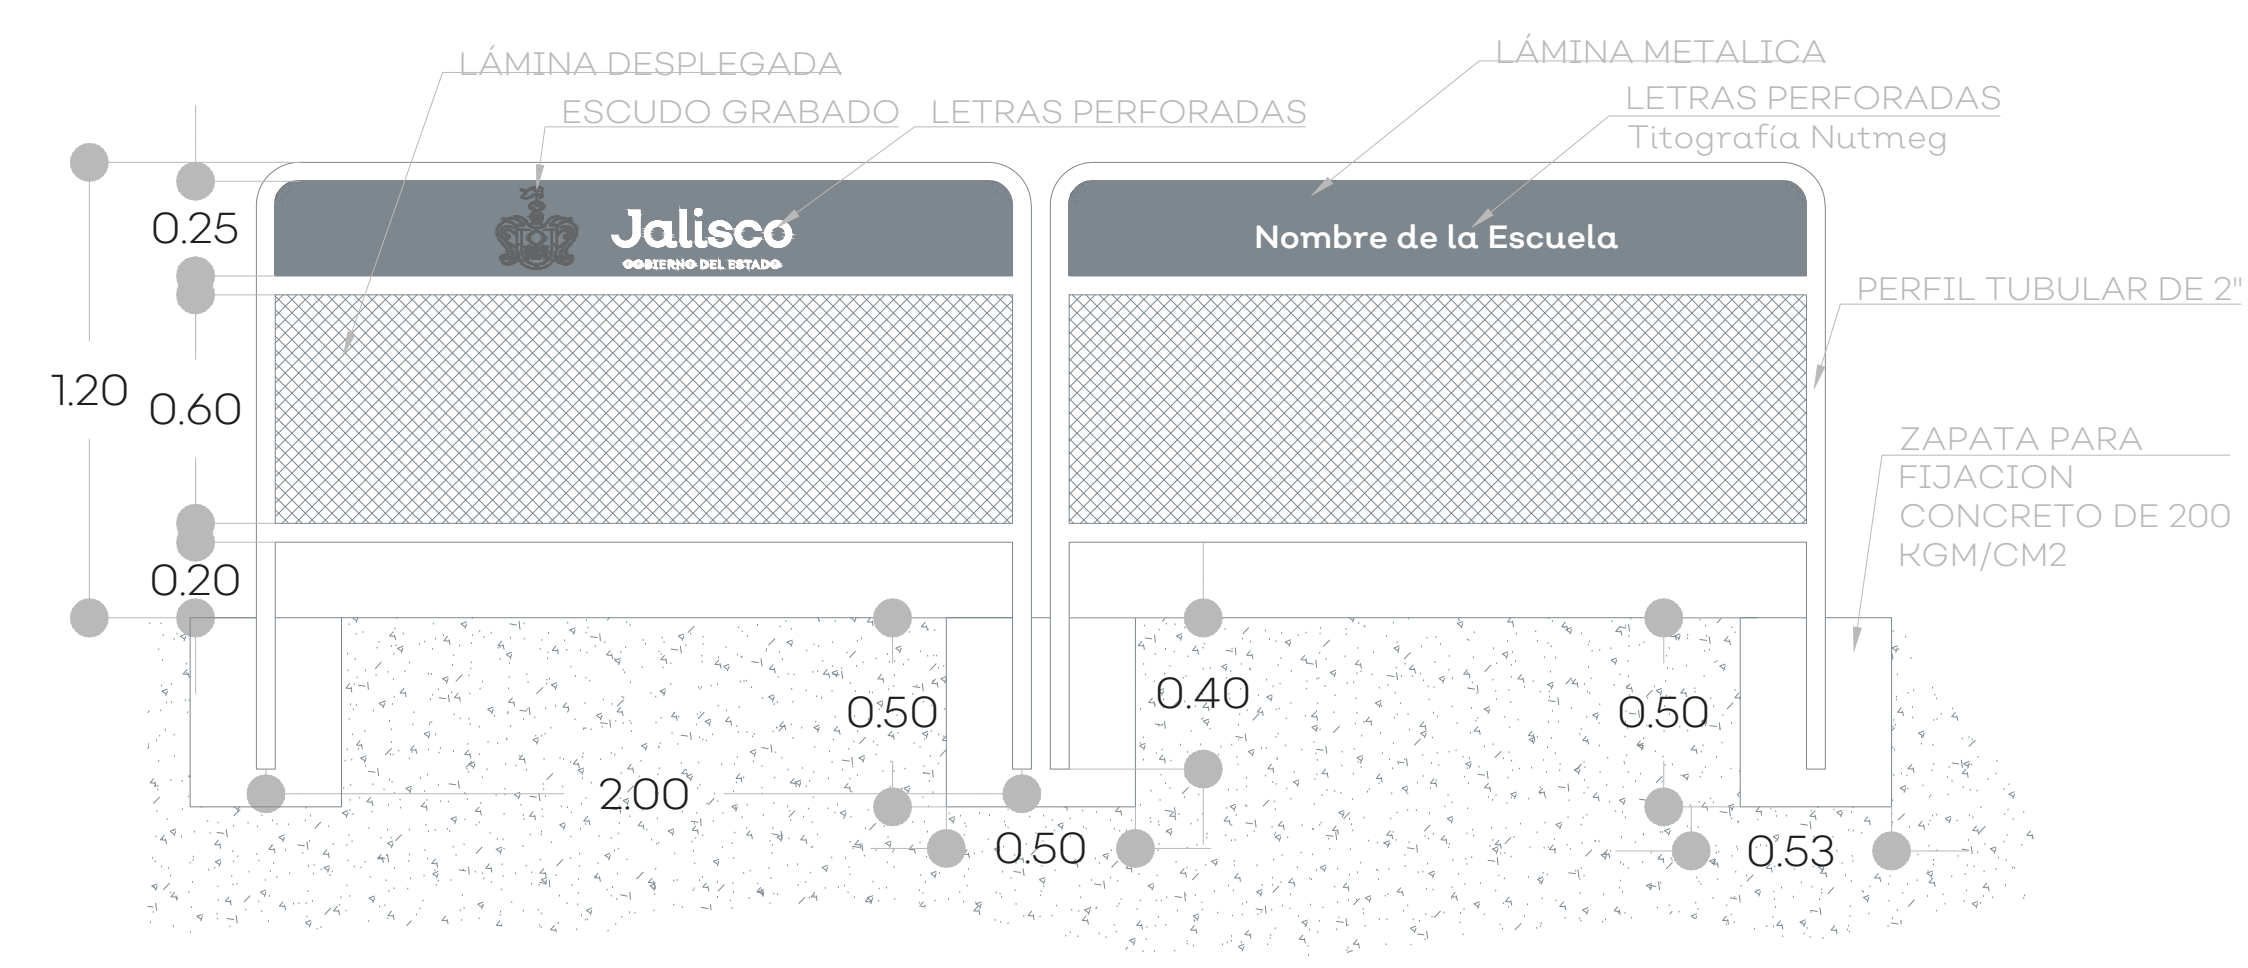 LÁMINA DESPLEGADA
LÁMINA METALICA
ESCUDO GRABADO
LETRAS PERFORADAS
LETRAS PERFORADAS
Titografía Nutmeg
0.25
Jalisco
GOBIERNO DEL ESTADO
Nombre de la Escuela
PERFIL TUBULAR DE 2"
1.20
0.60
ZAPATA PARA
FIJACION
CONCRETO DE 200
KGM/CM2
0.20
0.50
0.40
0.50
2.00
0.50
0.53